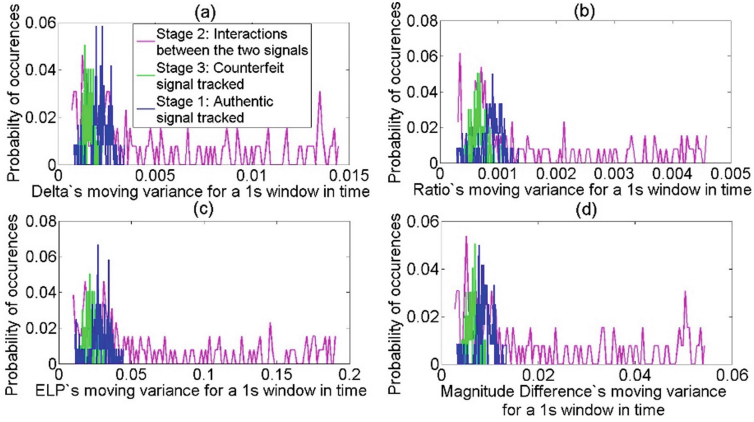 (a)
Probability of occurences
0.06
0.04
0.02
0
0
0.005
0.01
0.015
Stage 2: Interactions
between the two signals
Stage 3: Counterfeit
signal tracked
Stage 1: Authentic
signal tracked
Delta`s moving variance for a 1s window in time
(b)
Probability of occurences
0.08
0.06
0.04
0.02
0
0
0.001
0.002
0.003
0.004
0.005
Ratio`s moving variance for a 1s window in time
(c)
Probability of occurences
0.08
0.06
0.04
0.02
0
0
0.05
0.1
0.15
0.2
ELP`s moving variance for a 1s window in time
(d)
Probability of occurences
0.06
0.04
0.02
0
0
0.02
0.04
0.06
Magnitude Difference`s moving variance
for a 1s window in time